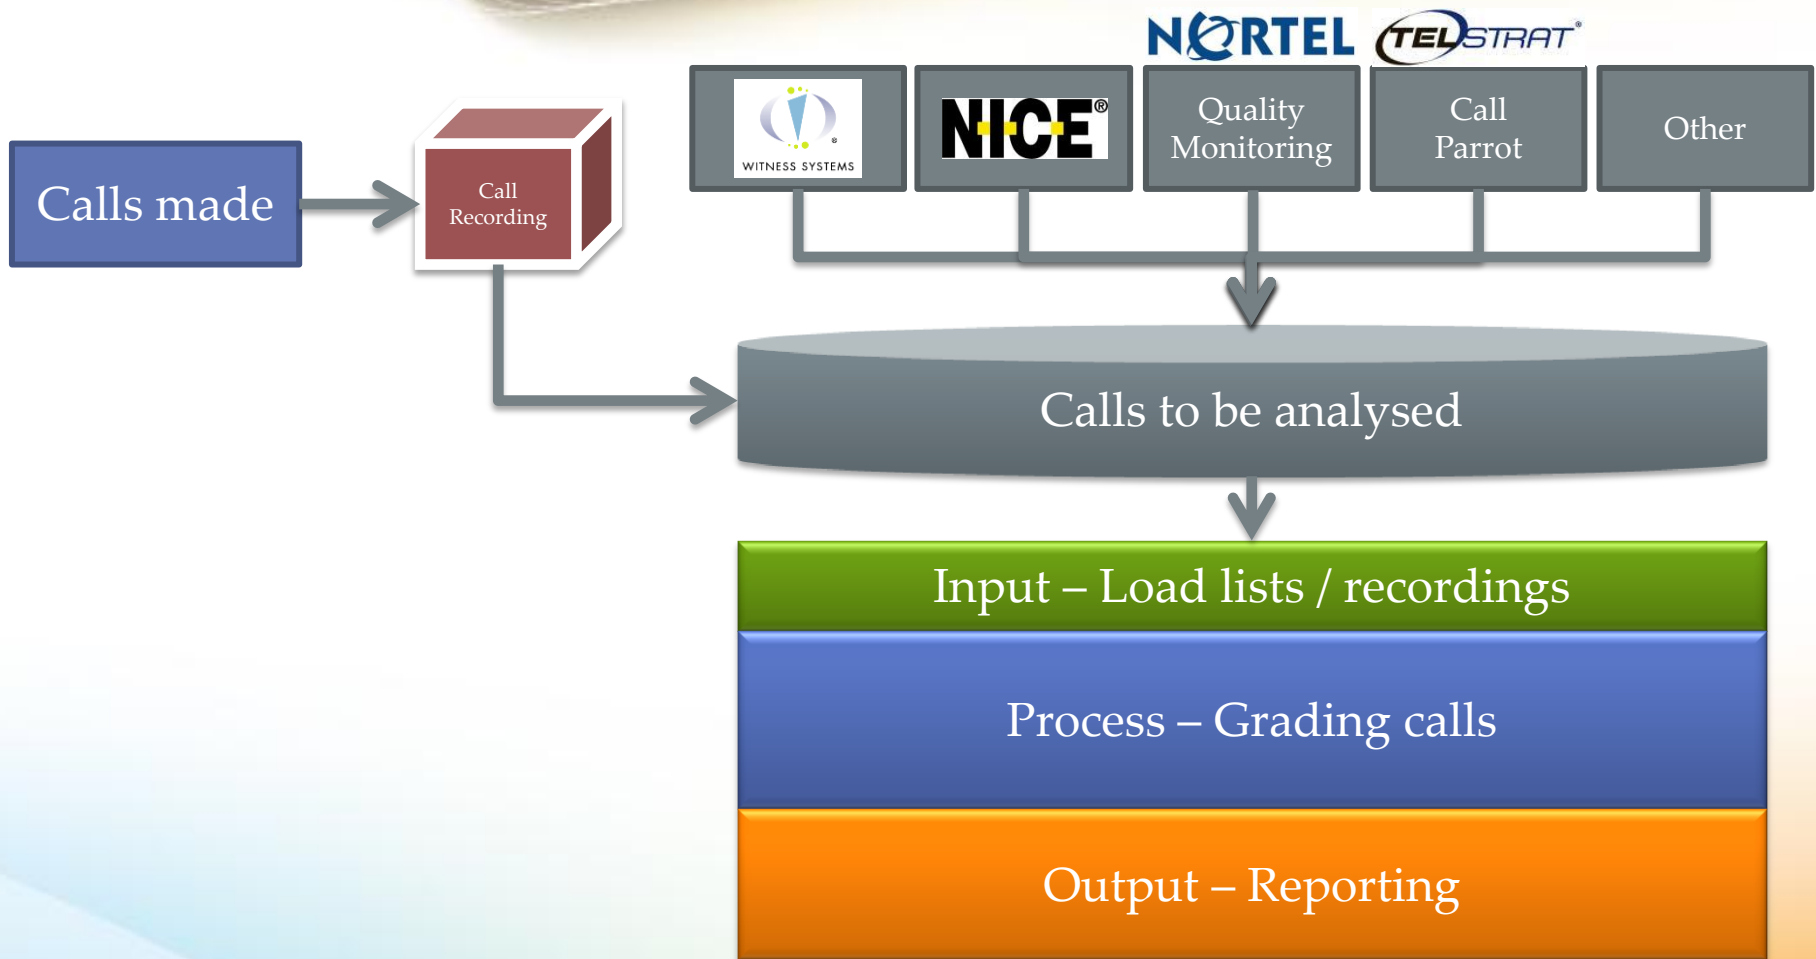 NORTEL
TELSTRAT®
WITNESS SYSTEMS
NICE®
Quality
Monitoring
Call
Parrot
Other
Calls made
Call
Recording
Calls to be analysed
Input – Load lists / recordings
Process – Grading calls
Output – Reporting